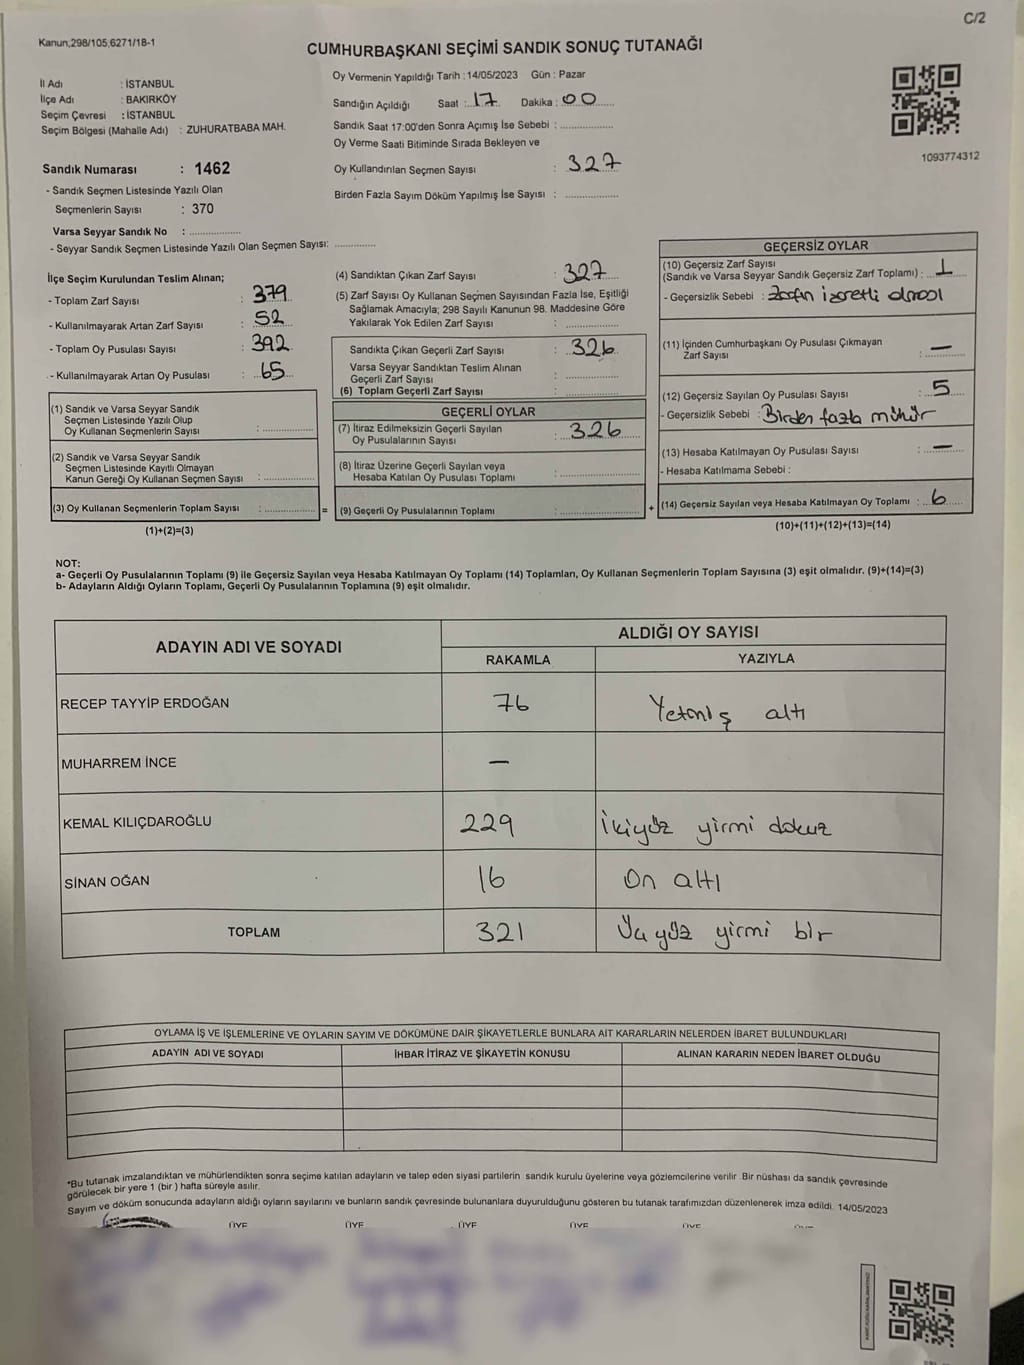 C/2
Kanun,298/105;6271/18-1
CUMHURBAŞKANI SEÇİMİ SANDIK SONUÇ TUTANAĞI
İl Adı : İSTANBUL
İlçe Adı : BAKIRKÖY
Seçim Çevresi : İSTANBUL
Seçim Bölgesi (Mahalle Adı) : ZUHURATBABA MAH.
Oy Vermenin Yapıldığı Tarih : 14/05/2023 Gün : Pazar
Sandığın Açıldığı Saat : 17 Dakika : 00
Sandık Saat 17:00'den Sonra Açımış İse Sebebi :
Oy Verme Saati Bitiminde Sırada Bekleyen ve
Oy Kullandırılan Seçmen Sayısı : 327
Birden Fazla Sayım Döküm Yapılmış İse Sayısı :
1093774312
Sandık Numarası : 1462
- Sandık Seçmen Listesinde Yazılı Olan
Seçmenlerin Sayısı : 370
Varsa Seyyar Sandık No :
- Seyyar Sandık Seçmen Listesinde Yazılı Olan Seçmen Sayısı:
İlçe Seçim Kurulundan Teslim Alınan;
- Toplam Zarf Sayısı : 379
- Kullanılmayarak Artan Zarf Sayısı : 52
- Toplam Oy Pusulası Sayısı : 392
- Kullanılmayarak Artan Oy Pusulası : 65
(1) Sandık ve Varsa Seyyar Sandık
Seçmen Listesinde Yazılı Olup
Oy Kullanan Seçmenlerin Sayısı :
(2) Sandık ve Varsa Seyyar Sandık
Seçmen Listesinde Kayıtlı Olmayan
Kanun Gereği Oy Kullanan Seçmen Sayısı :
(3) Oy Kullanan Seçmenlerin Toplam Sayısı : =
(1)+(2)=(3)
(4) Sandıktan Çıkan Zarf Sayısı : 327
(5) Zarf Sayısı Oy Kullanan Seçmen Sayısından Fazla İse, Eşitliği
Sağlamak Amacıyla; 298 Sayılı Kanunun 98. Maddesine Göre
Yakılarak Yok Edilen Zarf Sayısı :
Sandıkta Çıkan Geçerli Zarf Sayısı : 326
Varsa Seyyar Sandıktan Teslim Alınan
Geçerli Zarf Sayısı :
(6) Toplam Geçerli Zarf Sayısı :
GEÇERLİ OYLAR
(7) İtiraz Edilmeksizin Geçerli Sayılan
Oy Pusulalarının Sayısı : 326
(8) İtiraz Üzerine Geçerli Sayılan veya
Hesaba Katılan Oy Pusulası Toplamı :
(9) Geçerli Oy Pusulalarının Toplamı : +
GEÇERSİZ OYLAR
(10) Geçersiz Zarf Sayısı
(Sandık ve Varsa Seyyar Sandık Geçersiz Zarf Toplamı) : 1
- Geçersizlik Sebebi : Zarfın işaretli olması
(11) İçinden Cumhurbaşkanı Oy Pusulası Çıkmayan
Zarf Sayısı : —
(12) Geçersiz Sayılan Oy Pusulası Sayısı : 5
- Geçersizlik Sebebi : Birden fazla mühür
(13) Hesaba Katılmayan Oy Pusulası Sayısı : —
- Hesaba Katılmama Sebebi :
(14) Geçersiz Sayılan veya Hesaba Katılmayan Oy Toplamı : 6
(10)+(11)+(12)+(13)=(14)
NOT:
a- Geçerli Oy Pusulalarının Toplamı (9) ile Geçersiz Sayılan veya Hesaba Katılmayan Oy Toplamı (14) Toplamları, Oy Kullanan Seçmenlerin Toplam Sayısına (3) eşit olmalıdır. (9)+(14)=(3)
b- Adayların Aldığı Oyların Toplamı, Geçerli Oy Pusulalarının Toplamına (9) eşit olmalıdır.
ADAYIN ADI VE SOYADI
ALDIĞI OY SAYISI
RAKAMLA YAZIYLA
RECEP TAYYİP ERDOĞAN 76 Yetmiş altı
MUHARREM İNCE —
KEMAL KILIÇDAROĞLU 229 İkiyüz yirmi dokuz
SİNAN OĞAN 16 On altı
TOPLAM 321 Üç yüz yirmi bir
OYLAMA İŞ VE İŞLEMLERİNE VE OYLARIN SAYIM VE DÖKÜMÜNE DAİR ŞİKAYETLERLE BUNLARA AİT KARARLARIN NELERDEN İBARET BULUNDUKLARI
ADAYIN ADI VE SOYADI İHBAR İTİRAZ VE ŞİKAYETİN KONUSU ALINAN KARARIN NEDEN İBARET OLDUĞU
*Bu tutanak imzalandıktan ve mühürlendikten sonra seçime katılan adayların ve talep eden siyasi partilerin sandık kurulu üyelerine veya gözlemcilerine verilir. Bir nüshası da sandık çevresinde
görülecek bir yere 1 (bir ) hafta süreyle asılır.
Sayım ve döküm sonucunda adayların aldığı oyların sayılarını ve bunların sandık çevresinde bulunanlara duyurulduğunu gösteren bu tutanak tarafımızdan düzenlenerek imza edildi. 14/05/2023
ÜYE ÜYE ÜYE ÜYE ÜYE